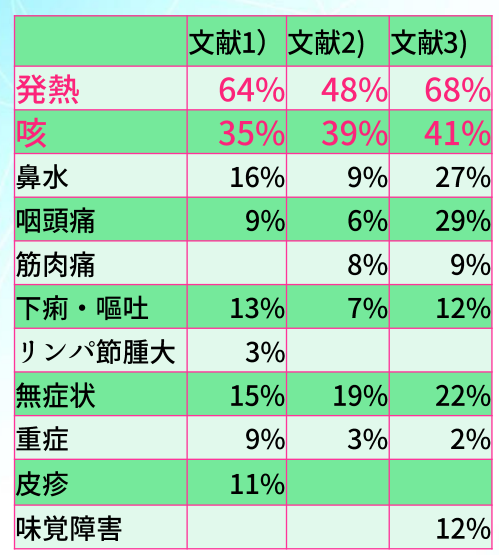 文献1） 文献2) 文献3)
発熱 64% 48% 68%
咳 35% 39% 41%
鼻水 16% 9% 27%
咽頭痛 9% 6% 29%
筋肉痛 8% 9%
下痢・嘔吐 13% 7% 12%
リンパ節腫大 3%
無症状 15% 19% 22%
重症 9% 3% 2%
皮疹 11%
味覚障害 12%